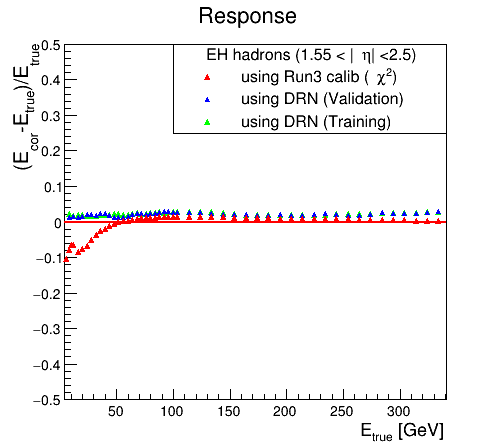 Response
(E_cor -E_true)/E_true
EH hadrons (1.55 < | η| <2.5)
using Run3 calib ( χ²)
using DRN (Validation)
using DRN (Training)
0.5
0.4
0.3
0.2
0.1
0
−0.1
−0.2
−0.3
−0.4
−0.5
50 100 150 200 250 300
E_true [GeV]